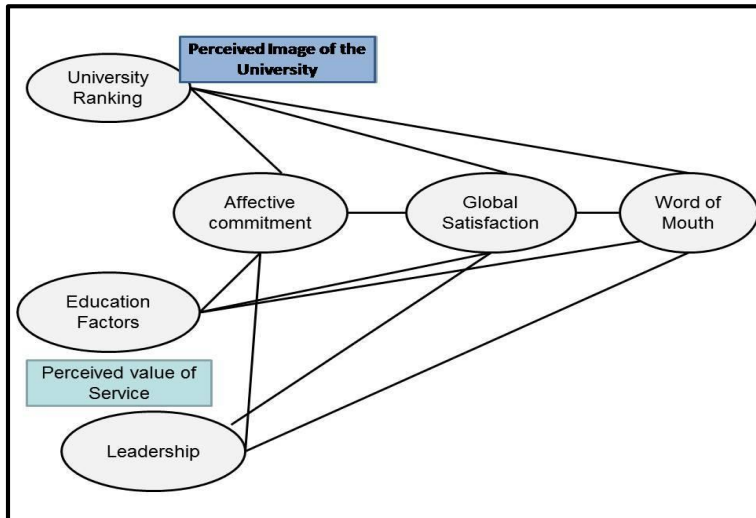 Perceived Image of the
University
University
Ranking
Affective
commitment
Global
Satisfaction
Word of
Mouth
Education
Factors
Perceived value of
Service
Leadership